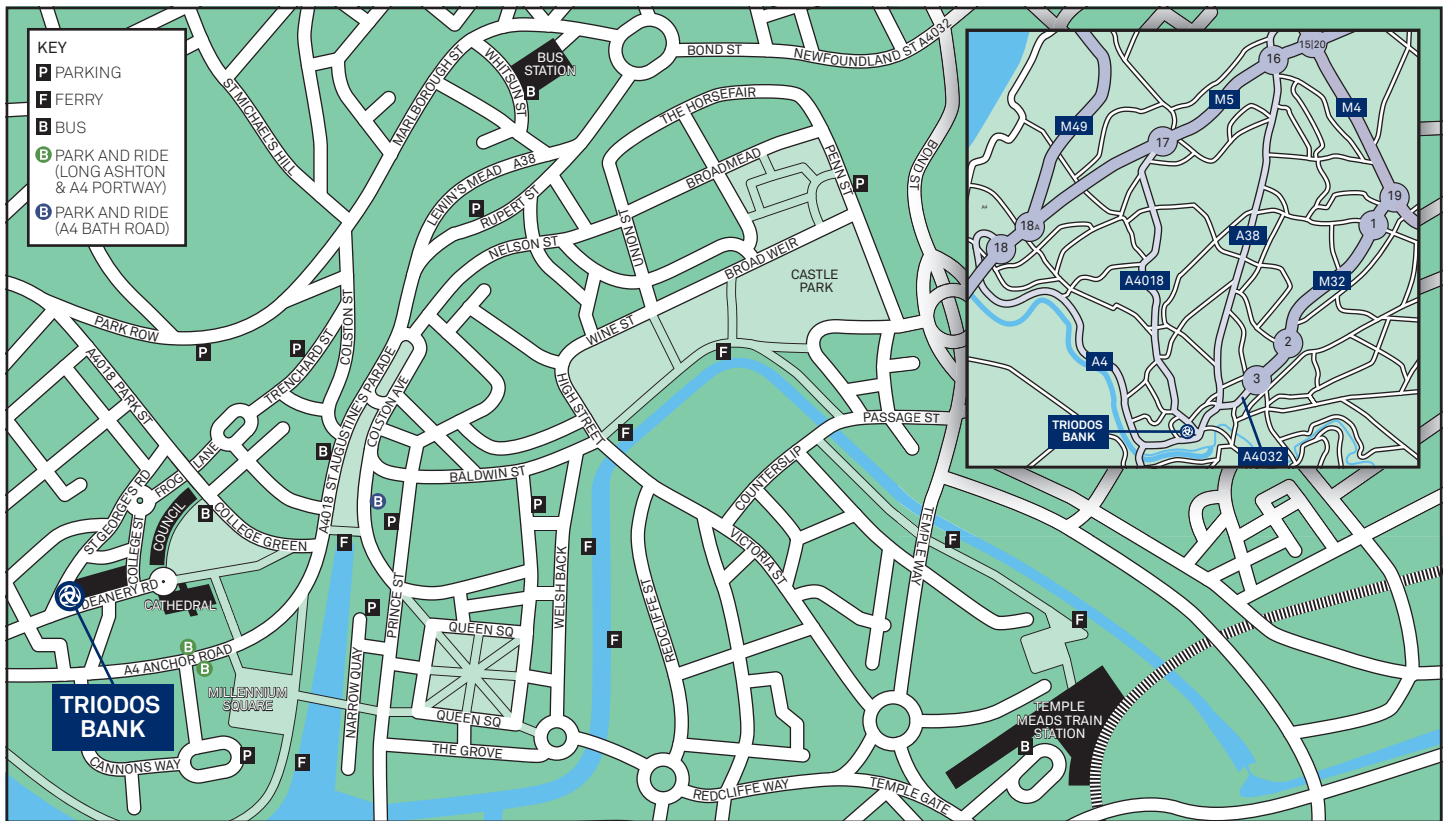 KEY
P PARKING
F FERRY
B BUS
B PARK AND RIDE
(LONG ASHTON
& A4 PORTWAY)
B PARK AND RIDE
(A4 BATH ROAD)
ST MICHAEL'S HILL
MARLBOROUGH ST
WHITSUN ST
BUS
STATION
B
BOND ST
NEWFOUNDLAND ST A4032
BOND ST
THE HORSEFAIR
PENN ST
P
BROADMEAD
LEWIN'S MEAD A38
P
RUPERT ST
NELSON ST
UNION ST
BROAD WEIR
CASTLE
PARK
WINE ST
F
PARK ROW
P
P
COLSTON ST
TRENCHARD ST
A4018 PARK ST
A4018 ST AUGUSTINE'S PARADE
COLSTON AVE
HIGH STREET
F
PASSAGE ST
COUNTERSLIP
B
BALDWIN ST
B
P
P
ST GEORGE'S RD
FROG LANE
B
COUNCIL
COLLEGE ST
COLLEGE GREEN
F
F
F
VICTORIA ST
TEMPLE WAY
DEANERY RD
CATHEDRAL
P
PRINCE ST
WELSH BACK
REDCLIFFE ST
F
F
QUEEN SQ
B
B
A4 ANCHOR ROAD
TRIODOS
BANK
MILLENNIUM
SQUARE
NARROW QUAY
QUEEN SQ
THE GROVE
CANNONS WAY
P
F
TEMPLE
MEADS TRAIN
STATION
B
REDCLIFFE WAY
TEMPLE GATE
15|20
16
M5
M4
M49
17
19
1
18A
18
A4
A38
A4018
M32
2
A4
3
TRIODOS
BANK
A4032